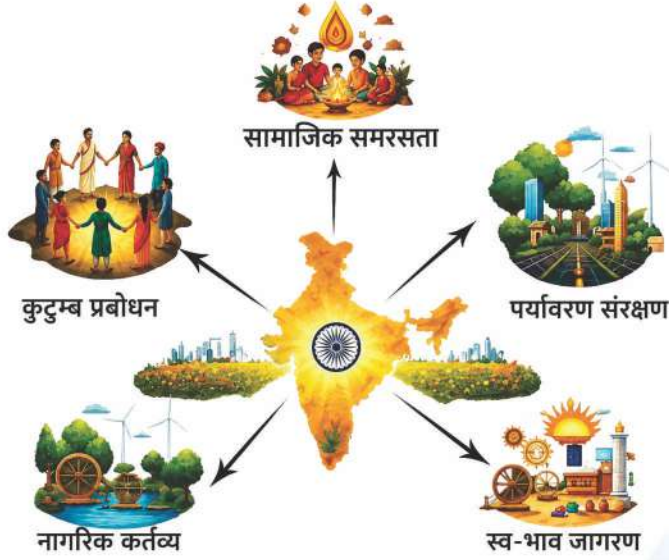 सामाजिक समरसता
कुटुम्ब प्रबोधन
पर्यावरण संरक्षण
नागरिक कर्तव्य
स्व-भाव जागरण